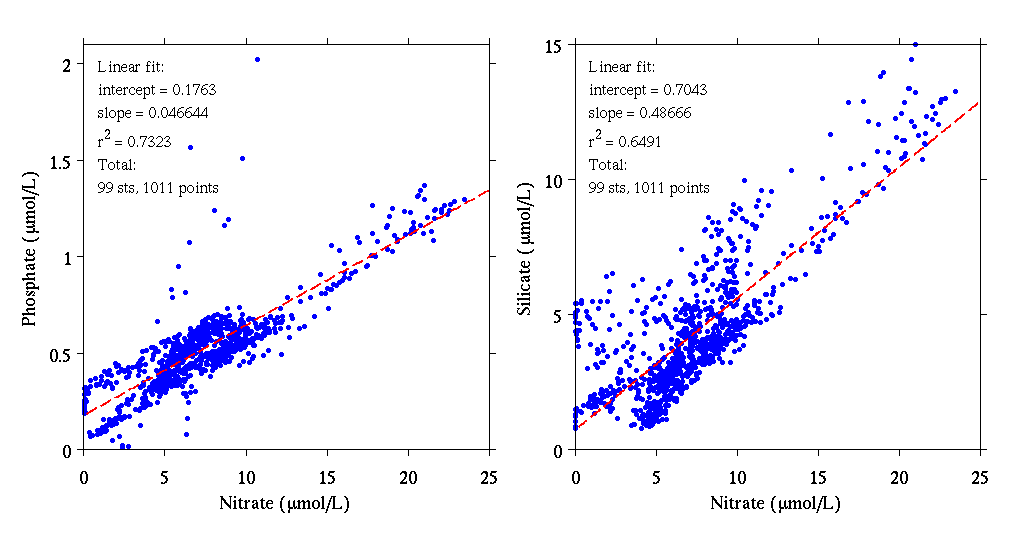 Linear fit:
intercept = 0.1763
slope = 0.046644
r² = 0.7323
Total:
99 sts, 1011 points
2
1.5
1
0.5
0
0 5 10 15 20 25
Nitrate (μmol/L)
Phosphate (μmol/L)
Linear fit:
intercept = 0.7043
slope = 0.48666
r² = 0.6491
Total:
99 sts, 1011 points
15
10
5
0
0 5 10 15 20 25
Nitrate (μmol/L)
Silicate ( μmol/L)